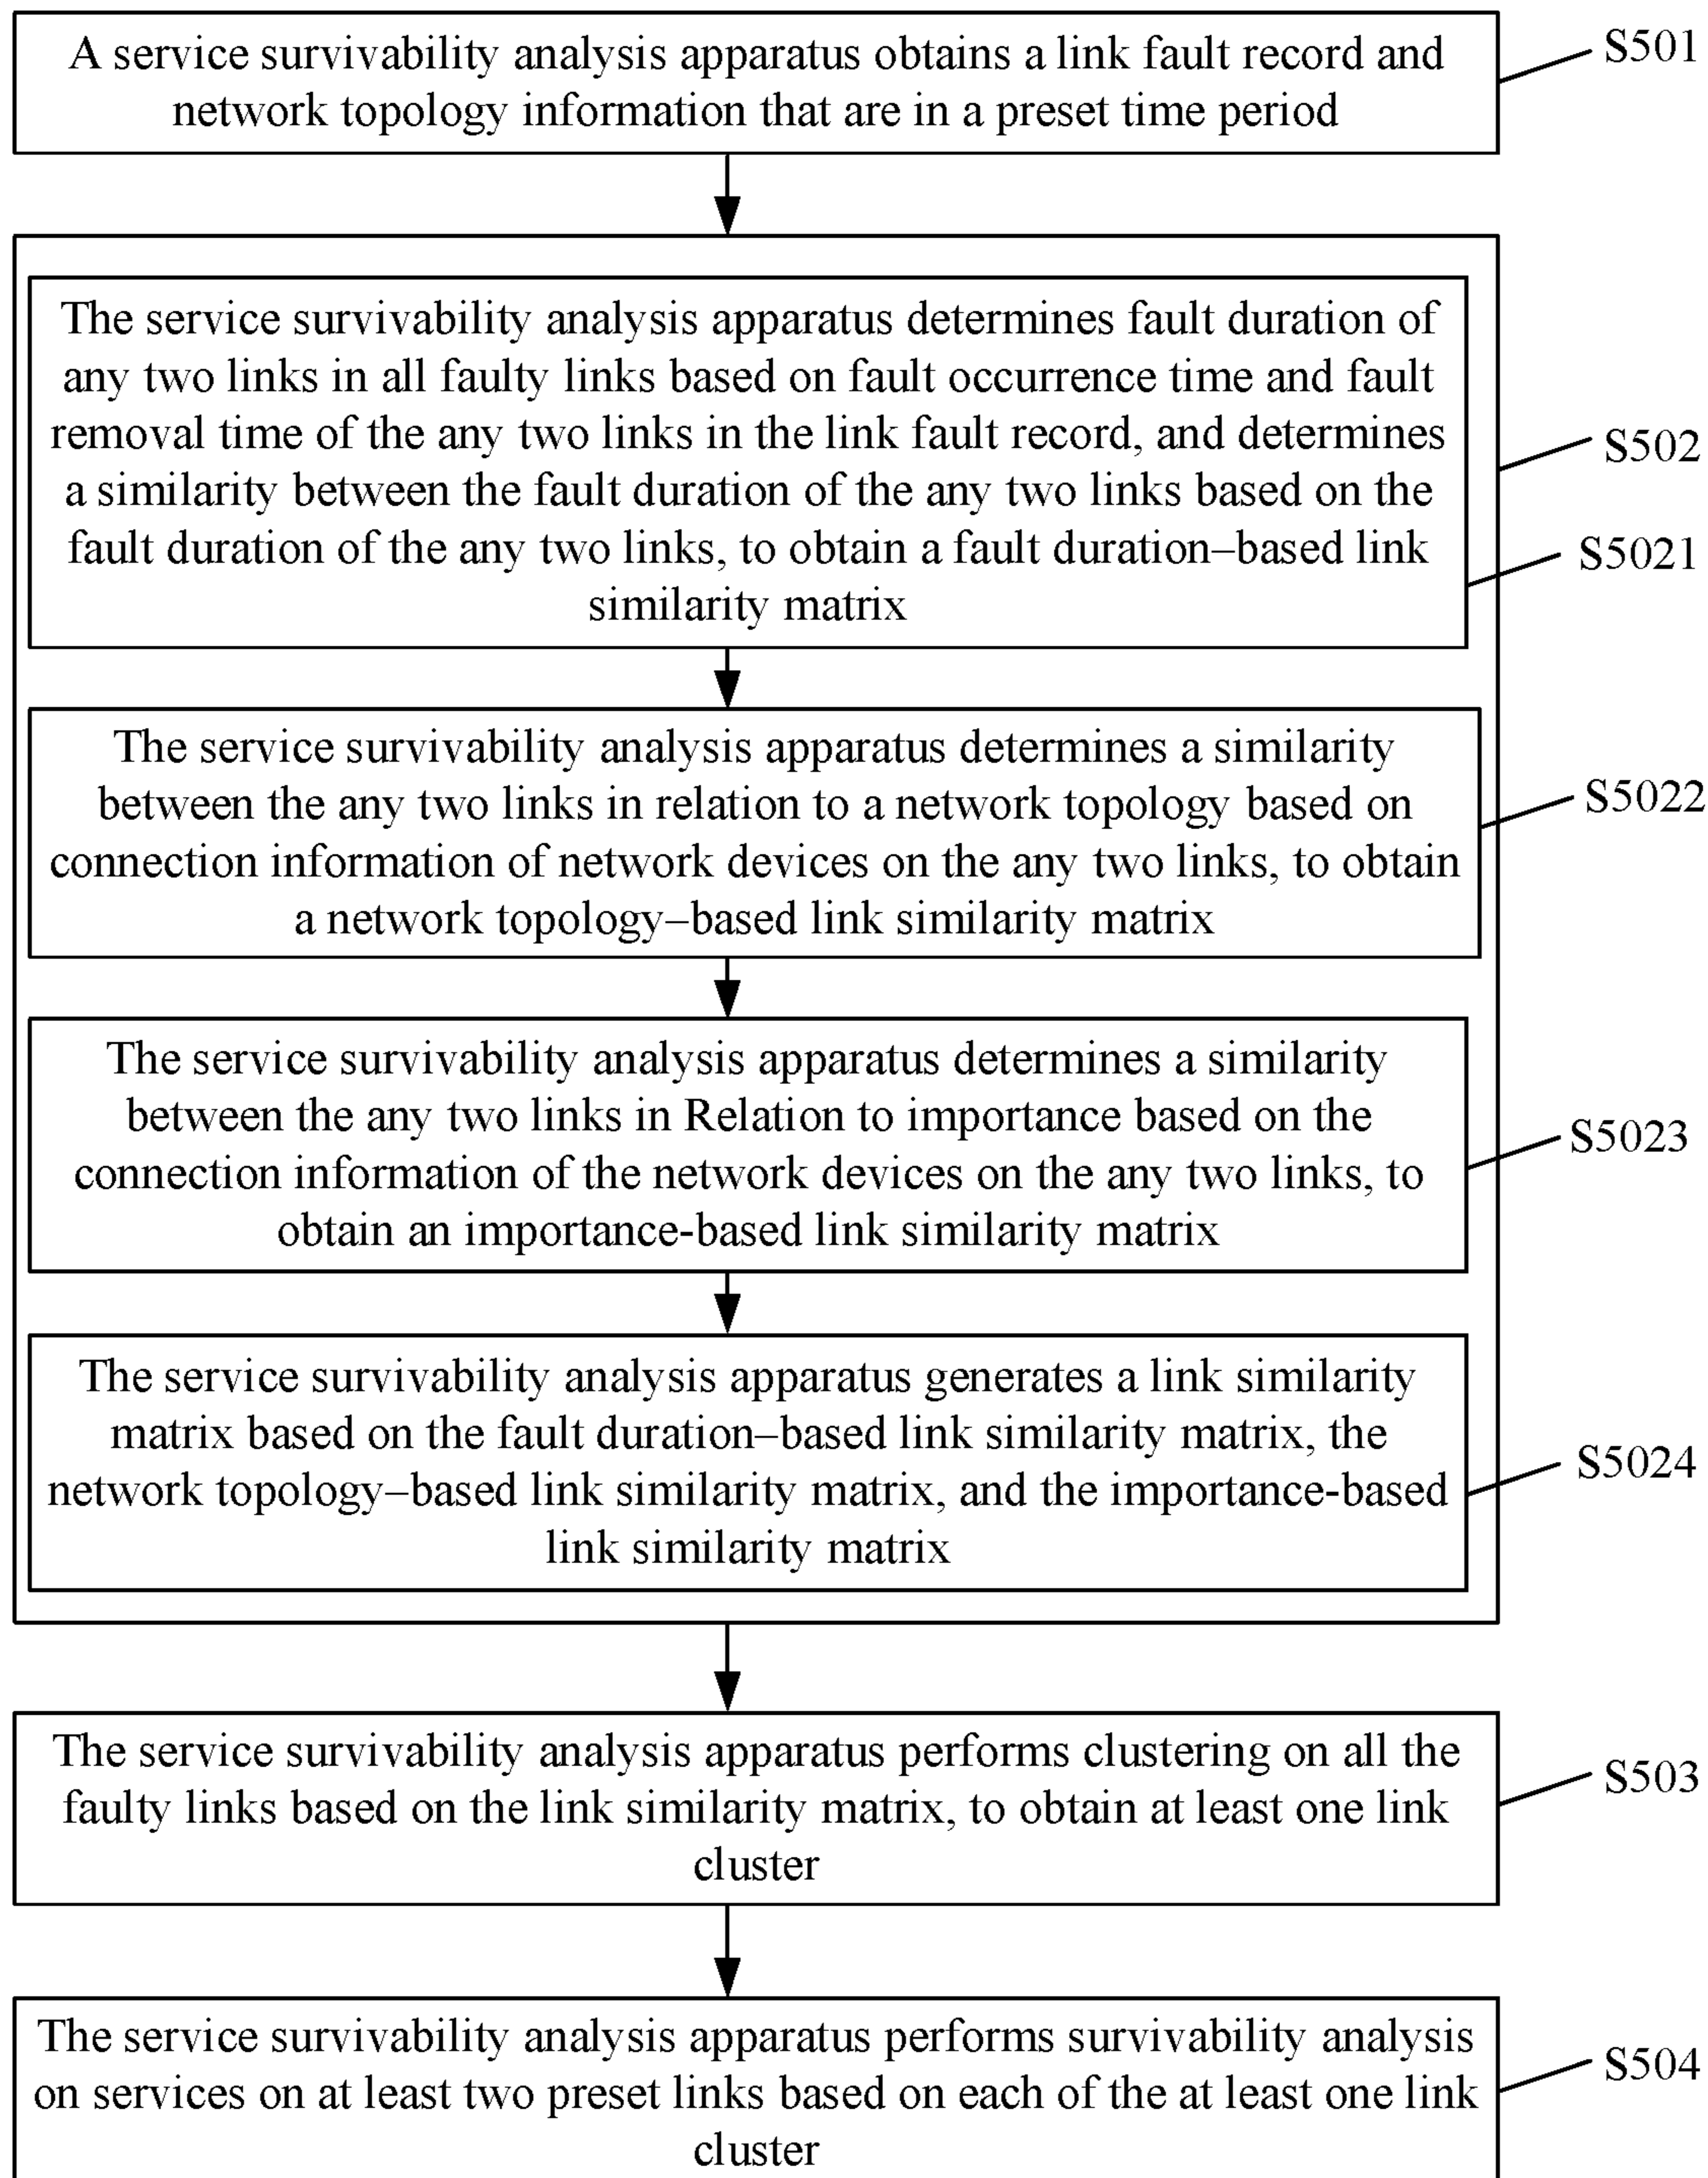 A service survivability analysis apparatus obtains a link fault record and
network topology information that are in a preset time period
S501
The service survivability analysis apparatus determines fault duration of
any two links in all faulty links based on fault occurrence time and fault
removal time of the any two links in the link fault record, and determines
a similarity between the fault duration of the any two links based on the
fault duration of the any two links, to obtain a fault duration–based link
similarity matrix
S502
S5021
The service survivability analysis apparatus determines a similarity
between the any two links in relation to a network topology based on
connection information of network devices on the any two links, to obtain
a network topology–based link similarity matrix
S5022
The service survivability analysis apparatus determines a similarity
between the any two links in Relation to importance based on the
connection information of the network devices on the any two links, to
obtain an importance-based link similarity matrix
S5023
The service survivability analysis apparatus generates a link similarity
matrix based on the fault duration–based link similarity matrix, the
network topology–based link similarity matrix, and the importance-based
link similarity matrix
S5024
The service survivability analysis apparatus performs clustering on all the
faulty links based on the link similarity matrix, to obtain at least one link
cluster
S503
The service survivability analysis apparatus performs survivability analysis
on services on at least two preset links based on each of the at least one link
cluster
S504